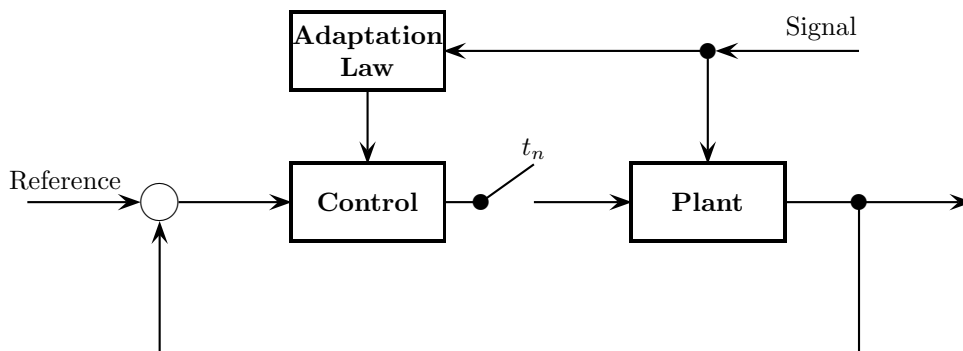 Signal
Adaptation
Law
t_n
Reference
Control
Plant